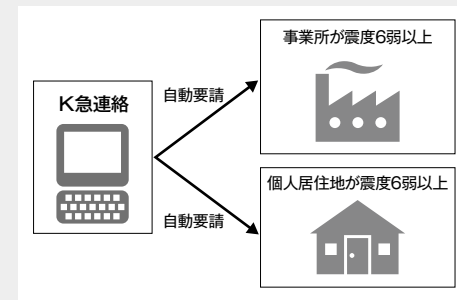 事業所が震度6弱以上
K急連絡
自動要請
個人居住地が震度6弱以上
自動要請